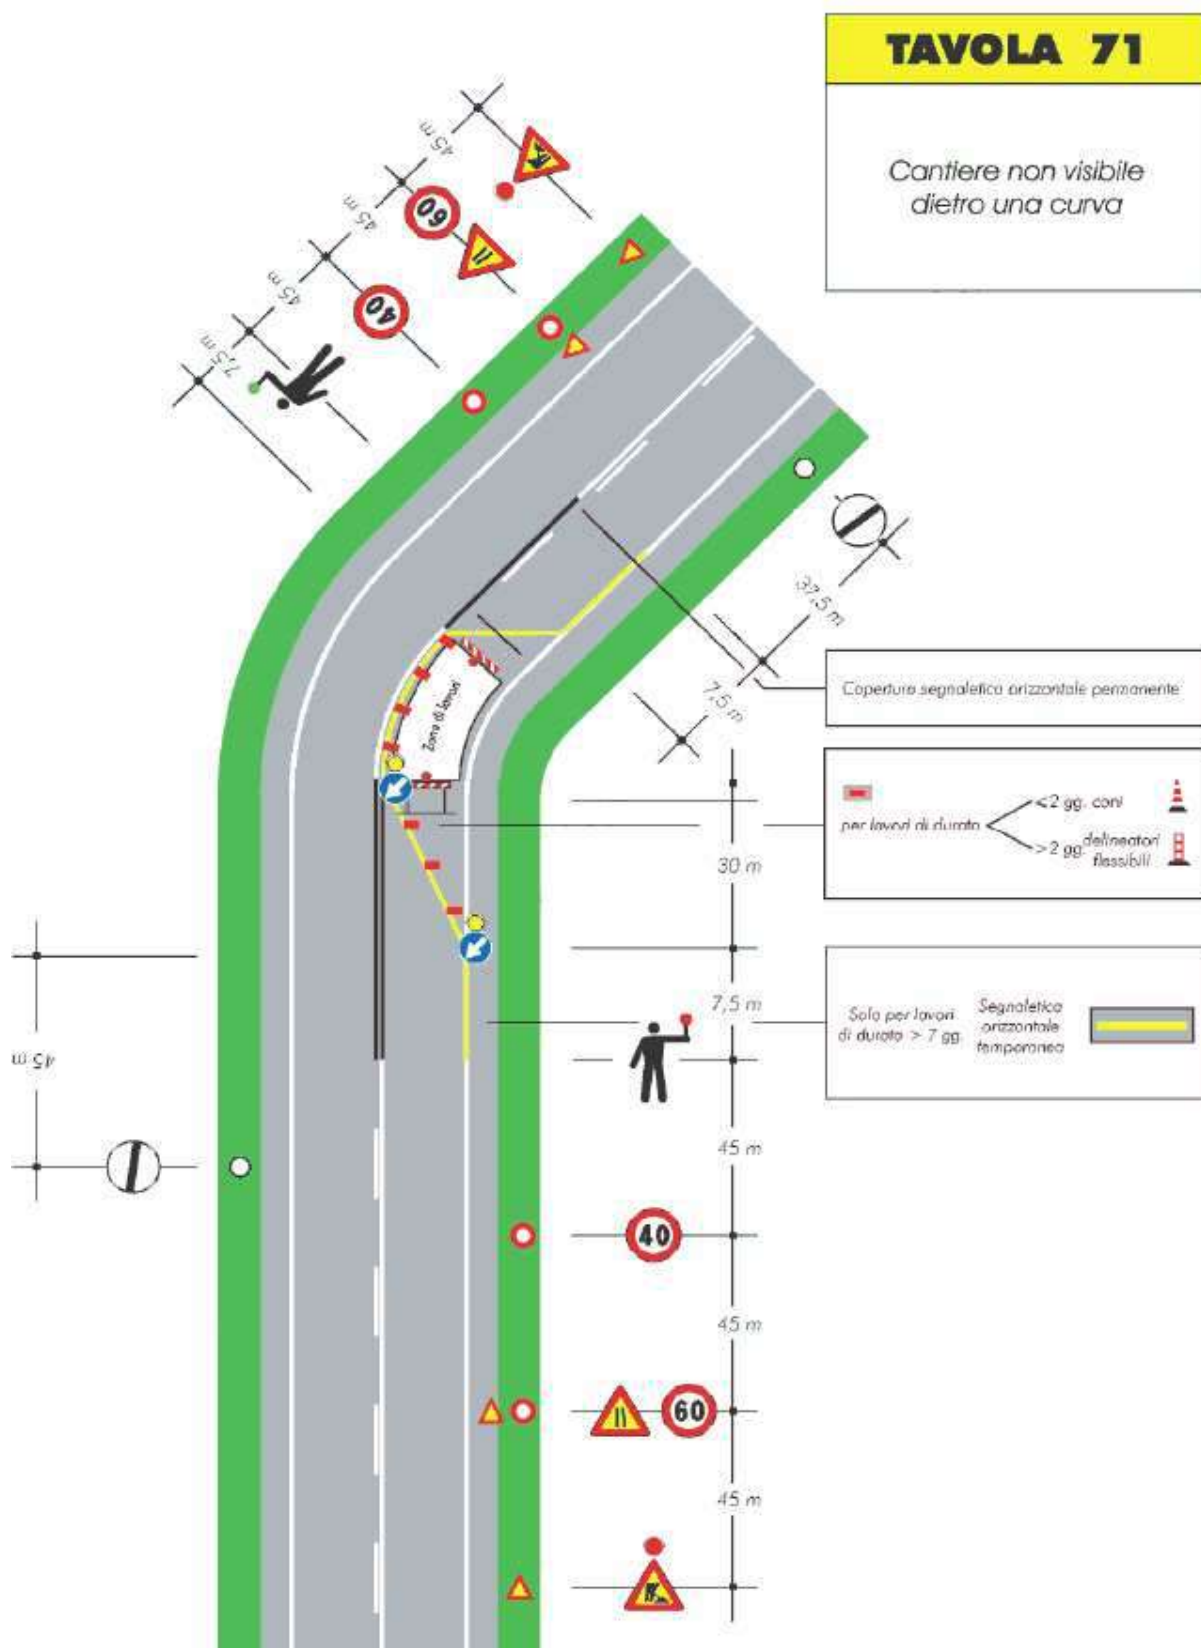 TAVOLA 71
Cantiere non visibile
dietro una curva
45 m
45 m
60
45 m
40
7,5 m
Zona di lavori
37,5 m
7,5 m
Copertura segnaletica orizzontale permanente
per lavori di durata
<2 gg. coni
>2 gg. delineatori
flessibili
30 m
7,5 m
Solo per lavori
di durata > 7 gg.
Segnaletica
orizzontale
temporanea
45 m
45 m
40
45 m
60
45 m